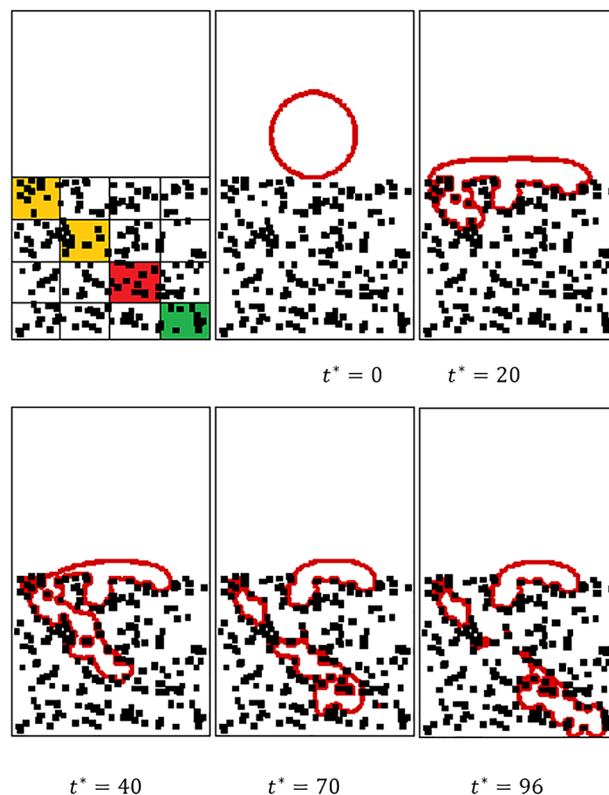 t* = 0
t* = 20
t* = 40
t* = 70
t* = 96